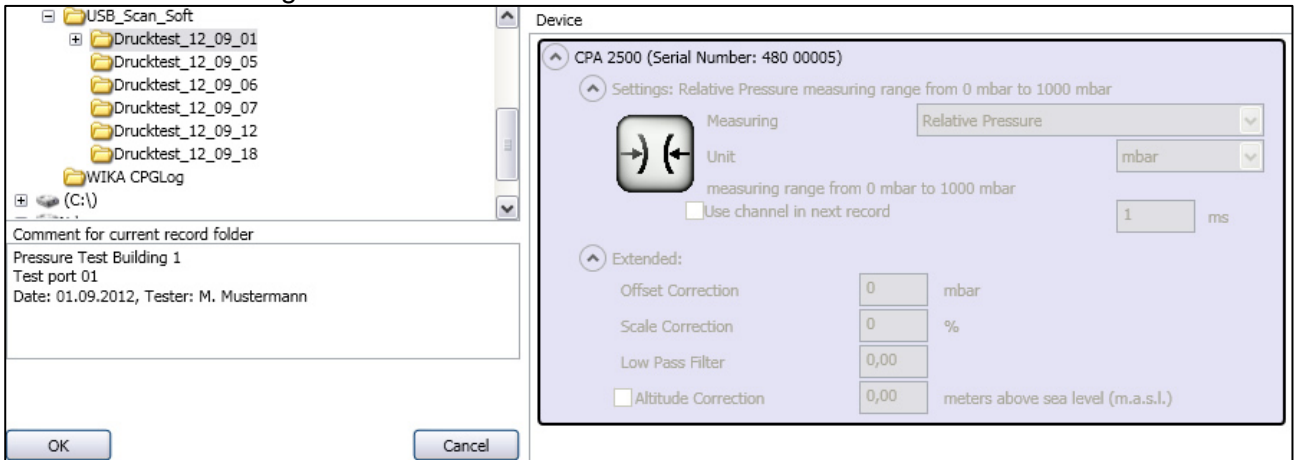 USB_Scan_Soft
Drucktest_12_09_01
Drucktest_12_09_05
Drucktest_12_09_06
Drucktest_12_09_07
Drucktest_12_09_12
Drucktest_12_09_18
WIKA CPGLog
(C:\)
Comment for current record folder
Pressure Test Building 1
Test port 01
Date: 01.09.2012, Tester: M. Mustermann
OK Cancel
Device
CPA 2500 (Serial Number: 480 00005)
Settings: Relative Pressure measuring range from 0 mbar to 1000 mbar
Measuring Relative Pressure
Unit mbar
measuring range from 0 mbar to 1000 mbar
Use channel in next record 1 ms
Extended:
Offset Correction 0 mbar
Scale Correction 0 %
Low Pass Filter 0,00
Altitude Correction 0,00 meters above sea level (m.a.s.l.)